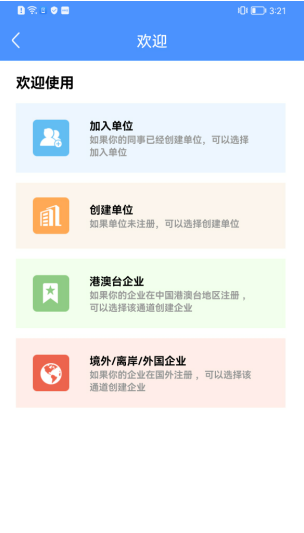 3:21
欢迎
欢迎使用
加入单位
如果你的同事已经创建单位，可以选择
加入单位
创建单位
如果单位未注册，可以选择创建单位
港澳台企业
如果你的企业在中国港澳台地区注册，
可以选择该通道创建企业
境外/离岸/外国企业
如果你的企业在国外注册，可以选择该
通道创建企业